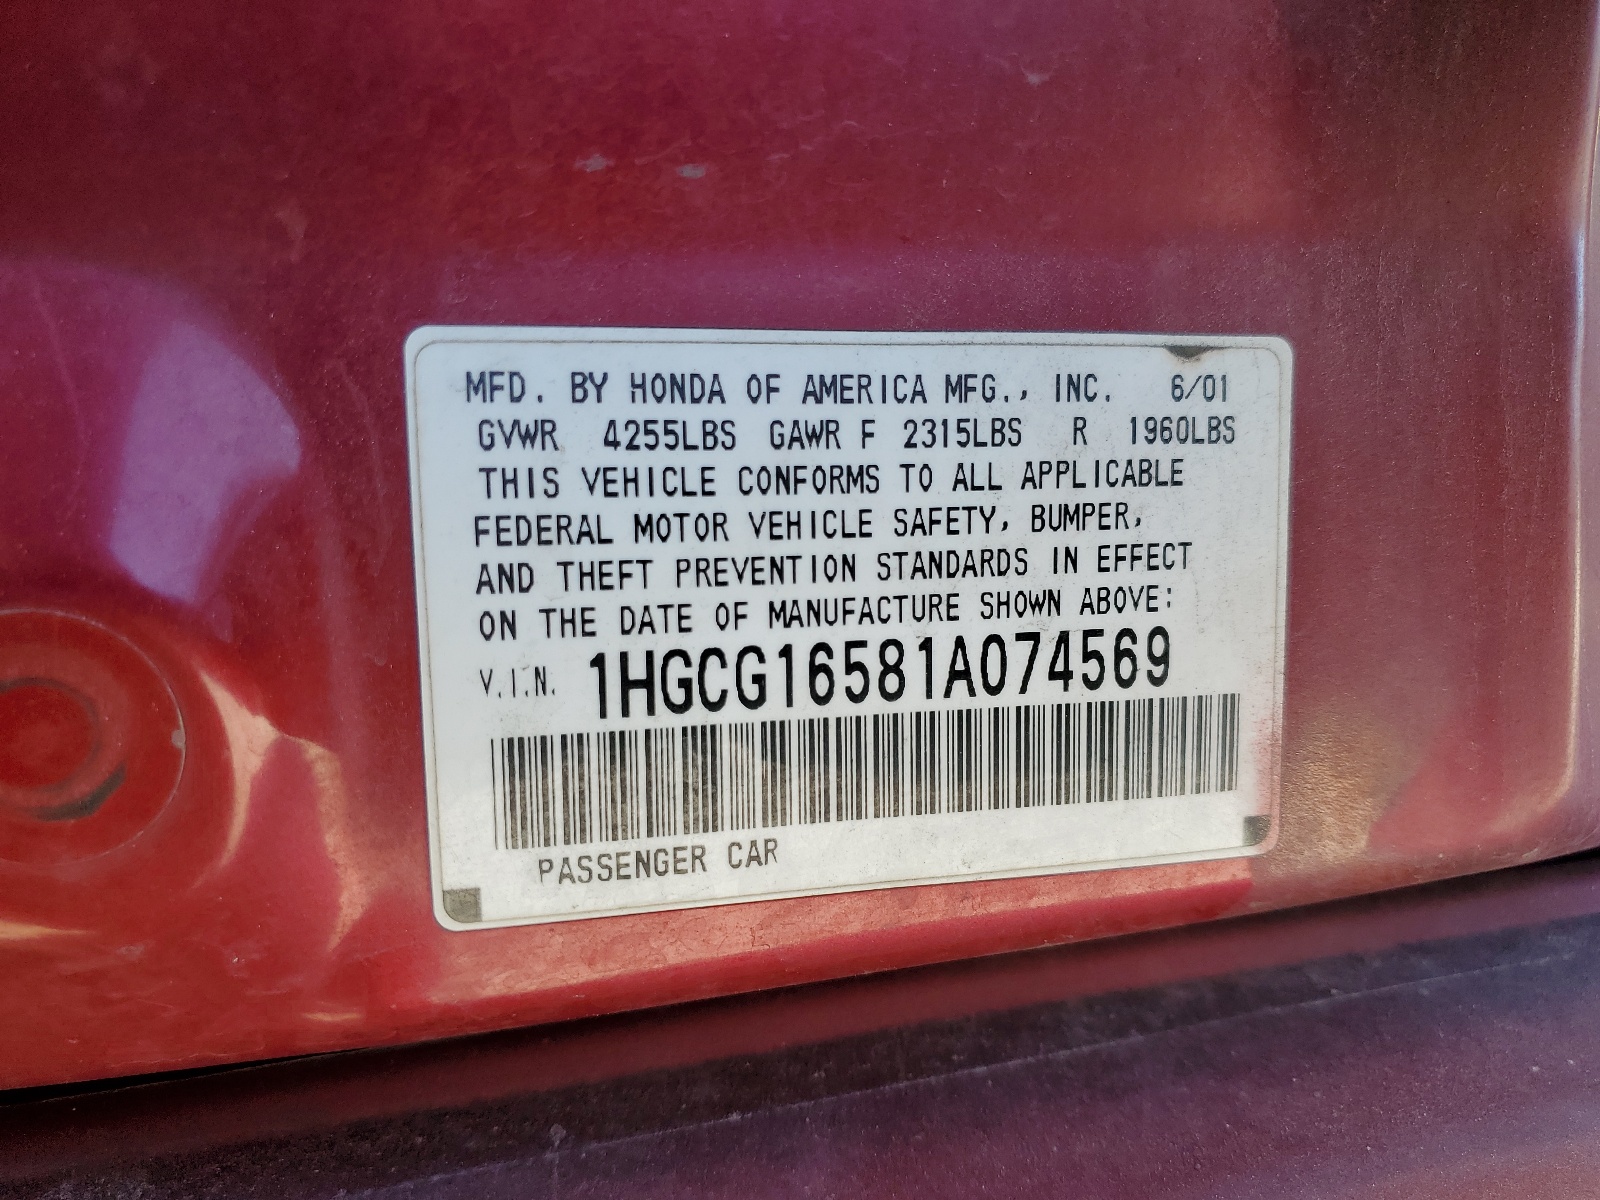 MFD. BY HONDA OF AMERICA MFG., INC. 6/01
GVWR 4255LBS GAWR F 2315LBS R 1960LBS
THIS VEHICLE CONFORMS TO ALL APPLICABLE
FEDERAL MOTOR VEHICLE SAFETY, BUMPER,
AND THEFT PREVENTION STANDARDS IN EFFECT
ON THE DATE OF MANUFACTURE SHOWN ABOVE:
V.I.N. 1HGCG16581A074569
PASSENGER CAR